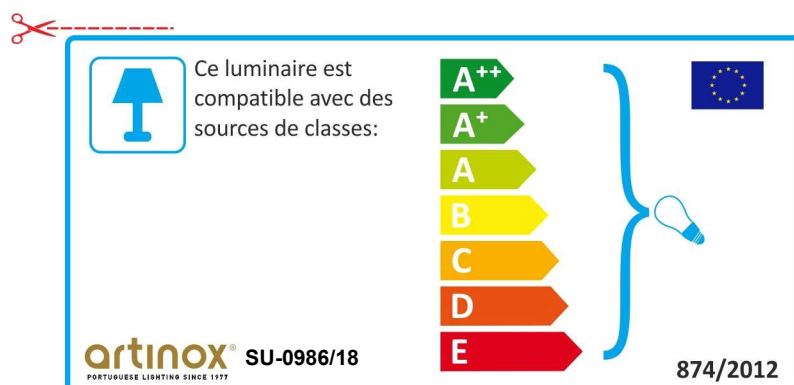 Ce luminaire est
compatible avec des
sources de classes:
A++
A+
A
B
C
D
E
artinox® SU-0986/18
PORTUGUESE LIGHTING SINCE 1977
874/2012